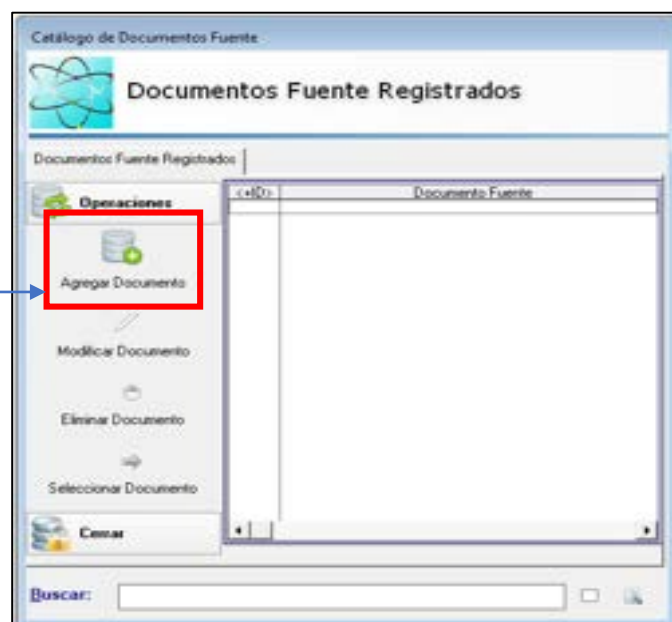 Catálogo de Documentos Fuente
Documentos Fuente Registrados
Documentos Fuente Registrados
Operaciones
<+ID> Documento Fuente
Agregar Documento
Modificar Documento
Eliminar Documento
Seleccionar Documento
Cerrar
Buscar: